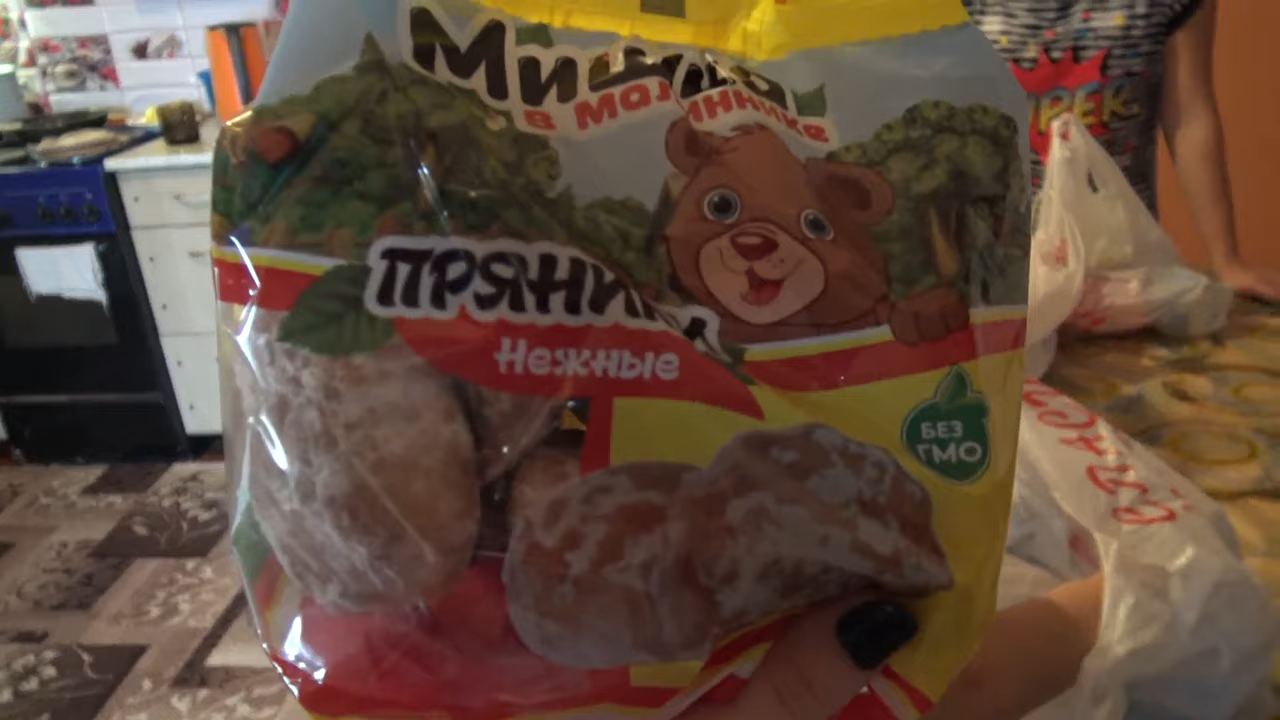 Мишка
в малиннике
ПРЯНИКИ
Нежные
БЕЗ
ГМО